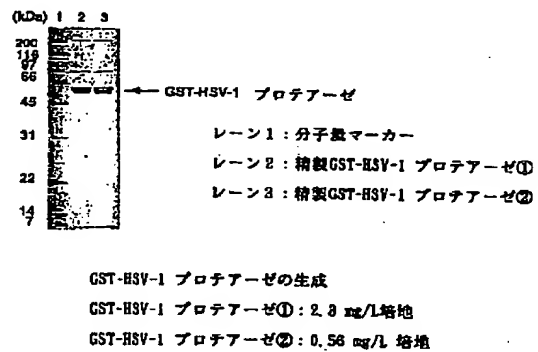 (kDa) 1 2 3
200
116
97
66
45
31
22
14
7
GST-HSV-1 プロテアーゼ
レーン1：分子量マーカー
レーン2：精製GST-HSV-1 プロテアーゼ①
レーン3：精製GST-HSV-1 プロテアーゼ②
GST-HSV-1 プロテアーゼの生成
GST-HSV-1 プロテアーゼ①：2.3 mg/L培地
GST-HSV-1 プロテアーゼ②：0.56 mg/L 培地